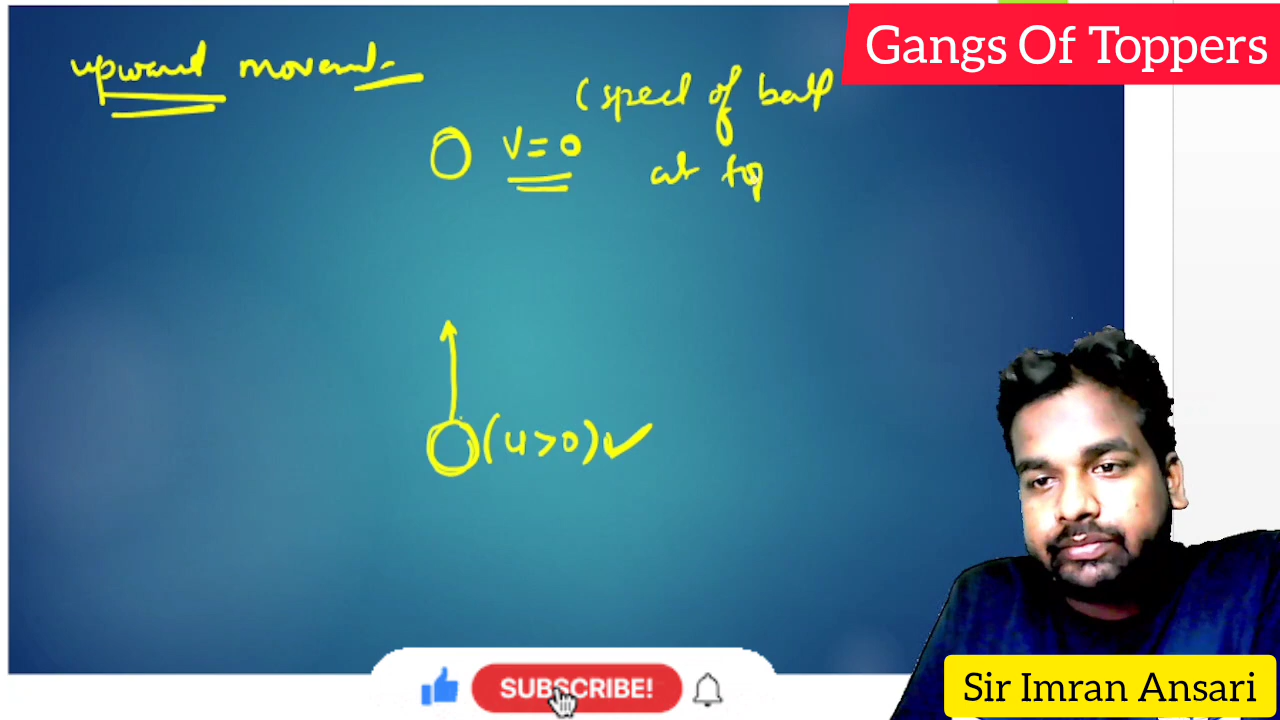 Gangs Of Toppers
upward movement
(speed of ball
V = 0
at top
(u>0)✓
SUBSCRIBE!
Sir Imran Ansari